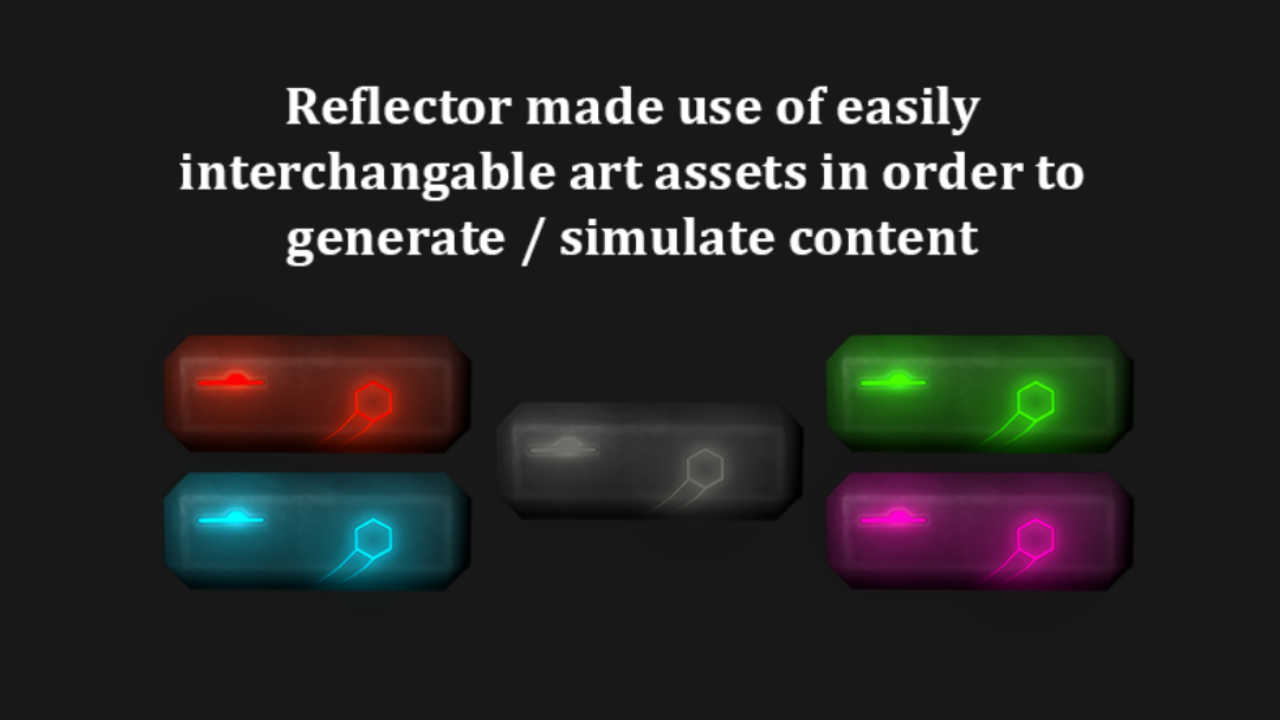 Reflector made use of easily
interchangable art assets in order to
generate / simulate content